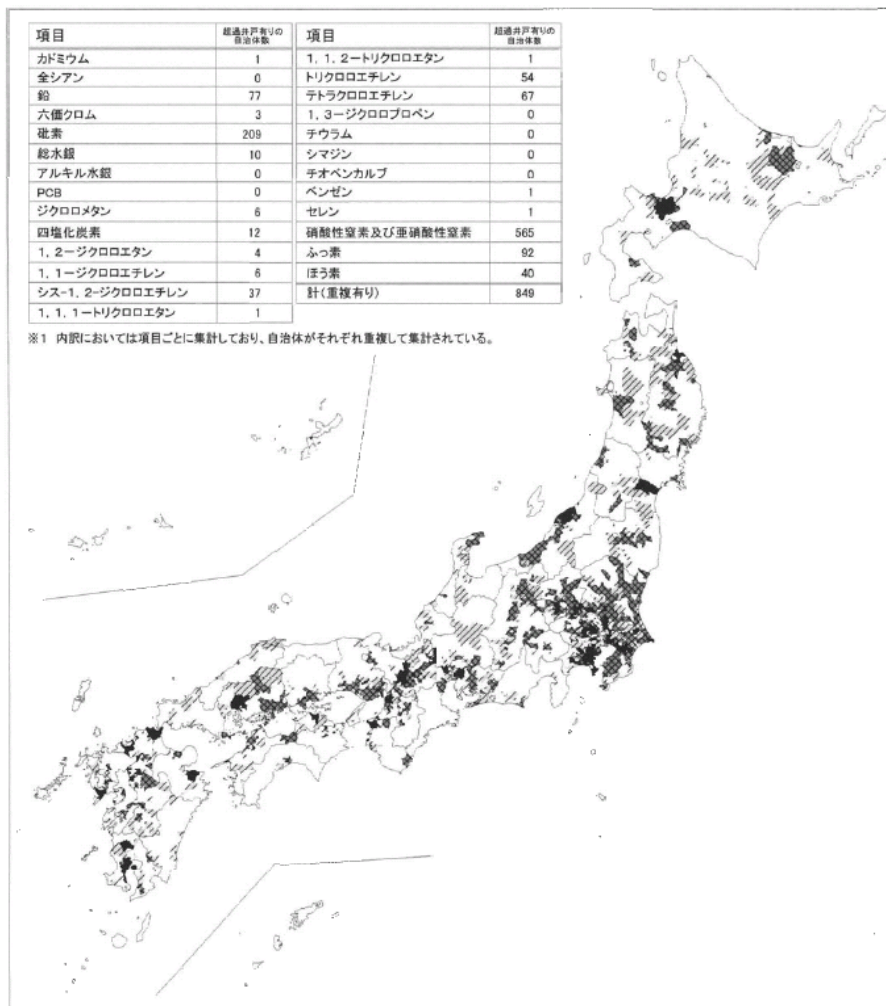 項目 超過井戸有りの自治体数
カドミウム 1
全シアン 0
鉛 77
六価クロム 3
砒素 209
総水銀 10
アルキル水銀 0
PCB 0
ジクロロメタン 6
四塩化炭素 12
1, 2ージクロロエタン 4
1, 1ージクロロエチレン 6
シス-1, 2-ジクロロエチレン 37
1, 1, 1ートリクロロエタン 1
項目 超過井戸有りの自治体数
1, 1, 2ートリクロロエタン 1
トリクロロエチレン 54
テトラクロロエチレン 67
1, 3ージクロロプロペン 0
チウラム 0
シマジン 0
チオベンカルブ 0
ベンゼン 1
セレン 1
硝酸性窒素及び亜硝酸性窒素 565
ふっ素 92
ほう素 40
計(重複有り) 849
※1 内訳においては項目ごとに集計しており、自治体がそれぞれ重複して集計されている。